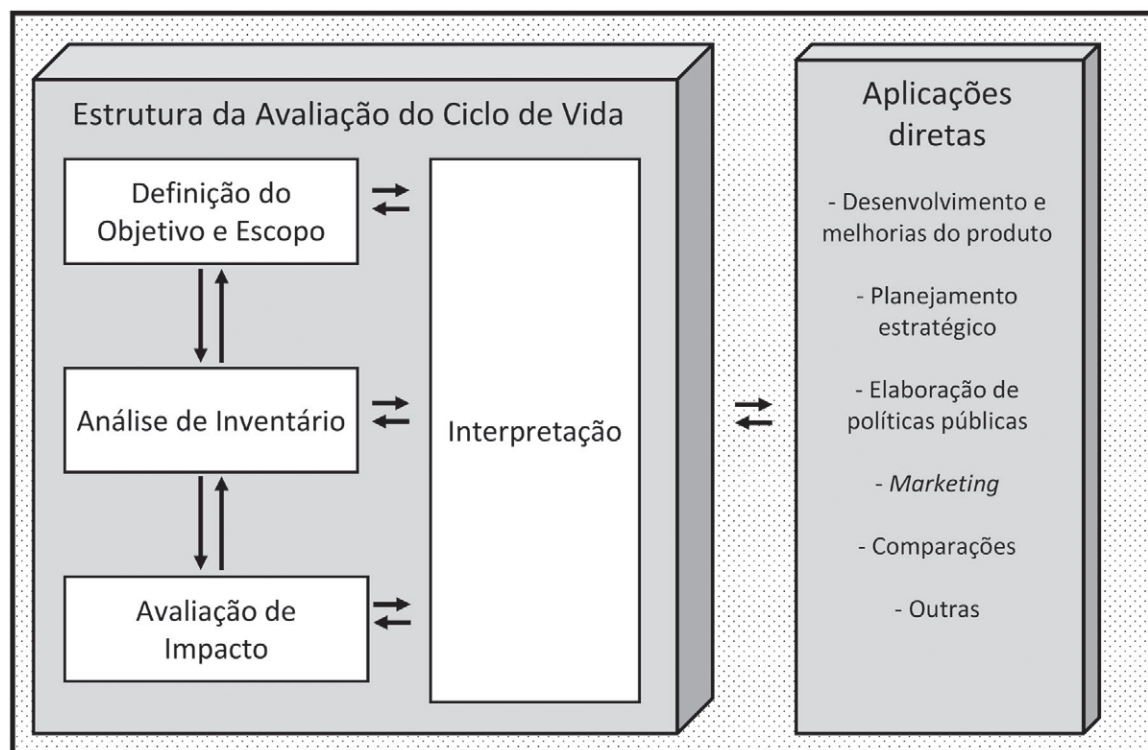 Estrutura da Avaliação do Ciclo de Vida
Definição do
Objetivo e Escopo
Análise de Inventário
Avaliação de
Impacto
Interpretação
Aplicações
diretas
- Desenvolvimento e
melhorias do produto
- Planejamento
estratégico
- Elaboração de
políticas públicas
- Marketing
- Comparações
- Outras